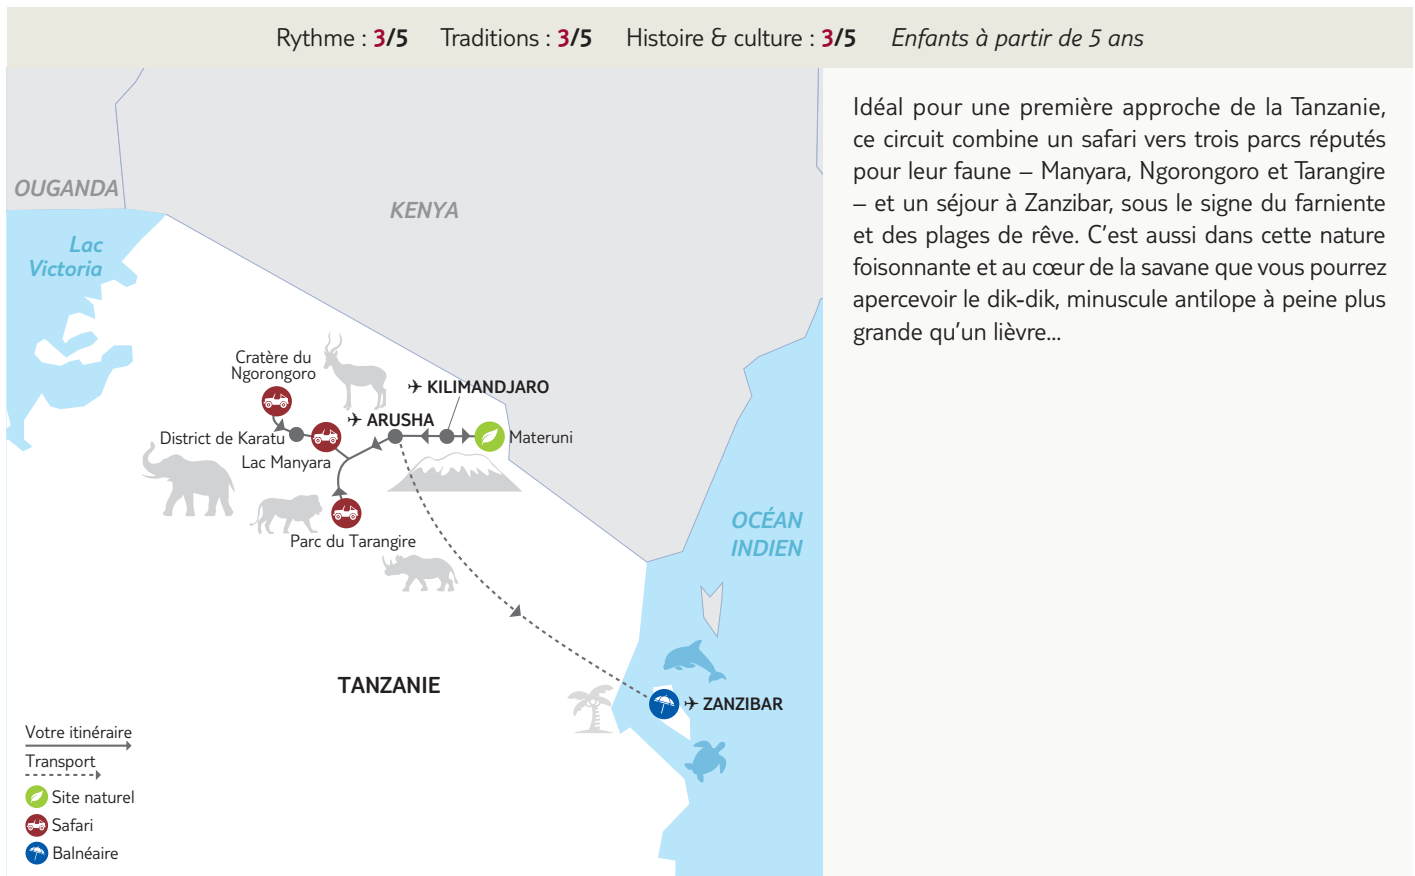 Rythme : 3/5 Traditions : 3/5 Histoire & culture : 3/5 Enfants à partir de 5 ans
OUGANDA
KENYA
Lac
Victoria
Cratère du
Ngorongoro
KILIMANDJARO
ARUSHA
District de Karatu
Materuni
Lac Manyara
Parc du Tarangire
OCÉAN
INDIEN
TANZANIE
ZANZIBAR
Votre itinéraire
Transport
Site naturel
Safari
Balnéaire
Idéal pour une première approche de la Tanzanie,
ce circuit combine un safari vers trois parcs réputés
pour leur faune – Manyara, Ngorongoro et Tarangire
– et un séjour à Zanzibar, sous le signe du farniente
et des plages de rêve. C’est aussi dans cette nature
foisonnante et au cœur de la savane que vous pourrez
apercevoir le dik-dik, minuscule antilope à peine plus
grande qu’un lièvre...